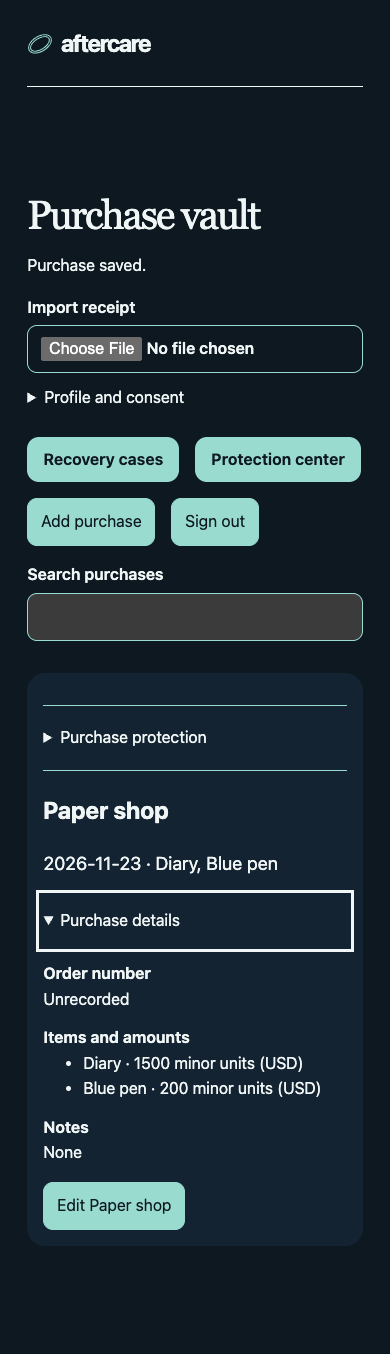 aftercare
Purchase vault
Purchase saved.
Import receipt
Choose File No file chosen
Profile and consent
Recovery cases
Protection center
Add purchase
Sign out
Search purchases
Purchase protection
Paper shop
2026-11-23 · Diary, Blue pen
Purchase details
Order number
Unrecorded
Items and amounts
• Diary · 1500 minor units (USD)
• Blue pen · 200 minor units (USD)
Notes
None
Edit Paper shop